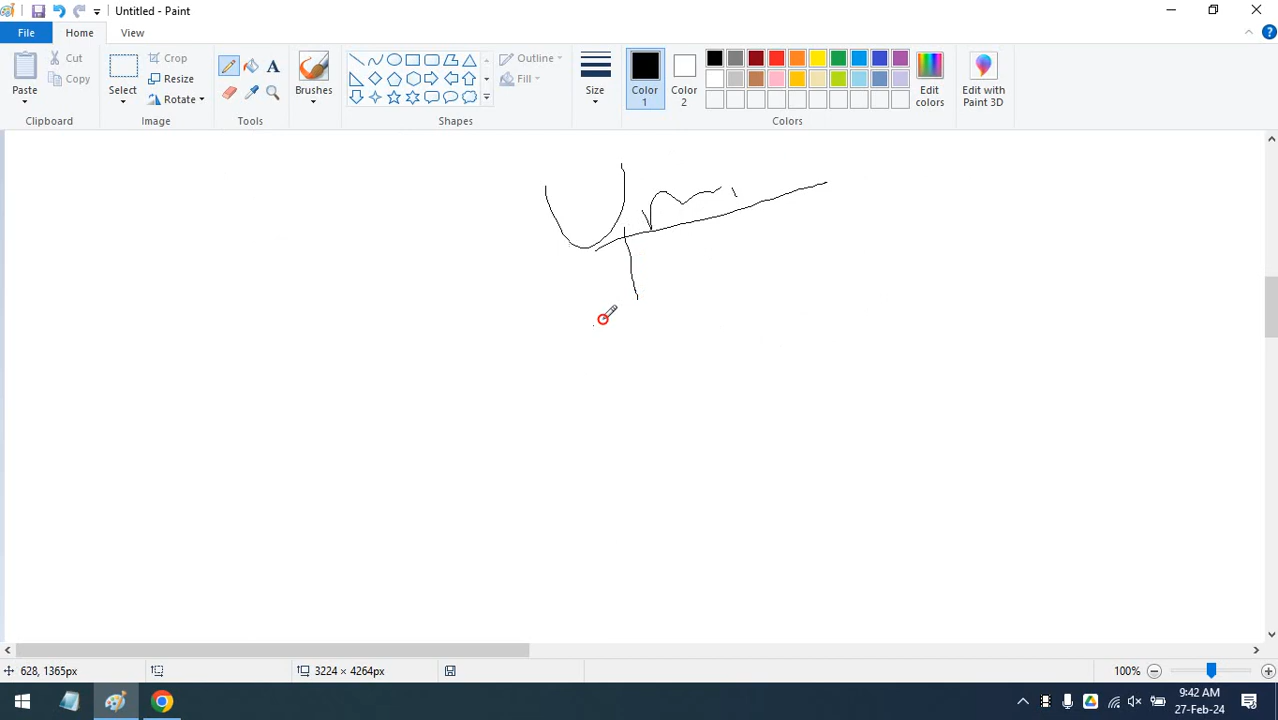 Untitled - Paint
File Home View
Paste
Cut
Copy
Clipboard
Select
Crop
Resize
Rotate
Image
A
Tools
Brushes
Shapes
Outline
Fill
Size
Color 1
Color 2
Colors
Edit colors
Edit with Paint 3D
628, 1365px
3224 × 4264px
100%
9:42 AM
27-Feb-24